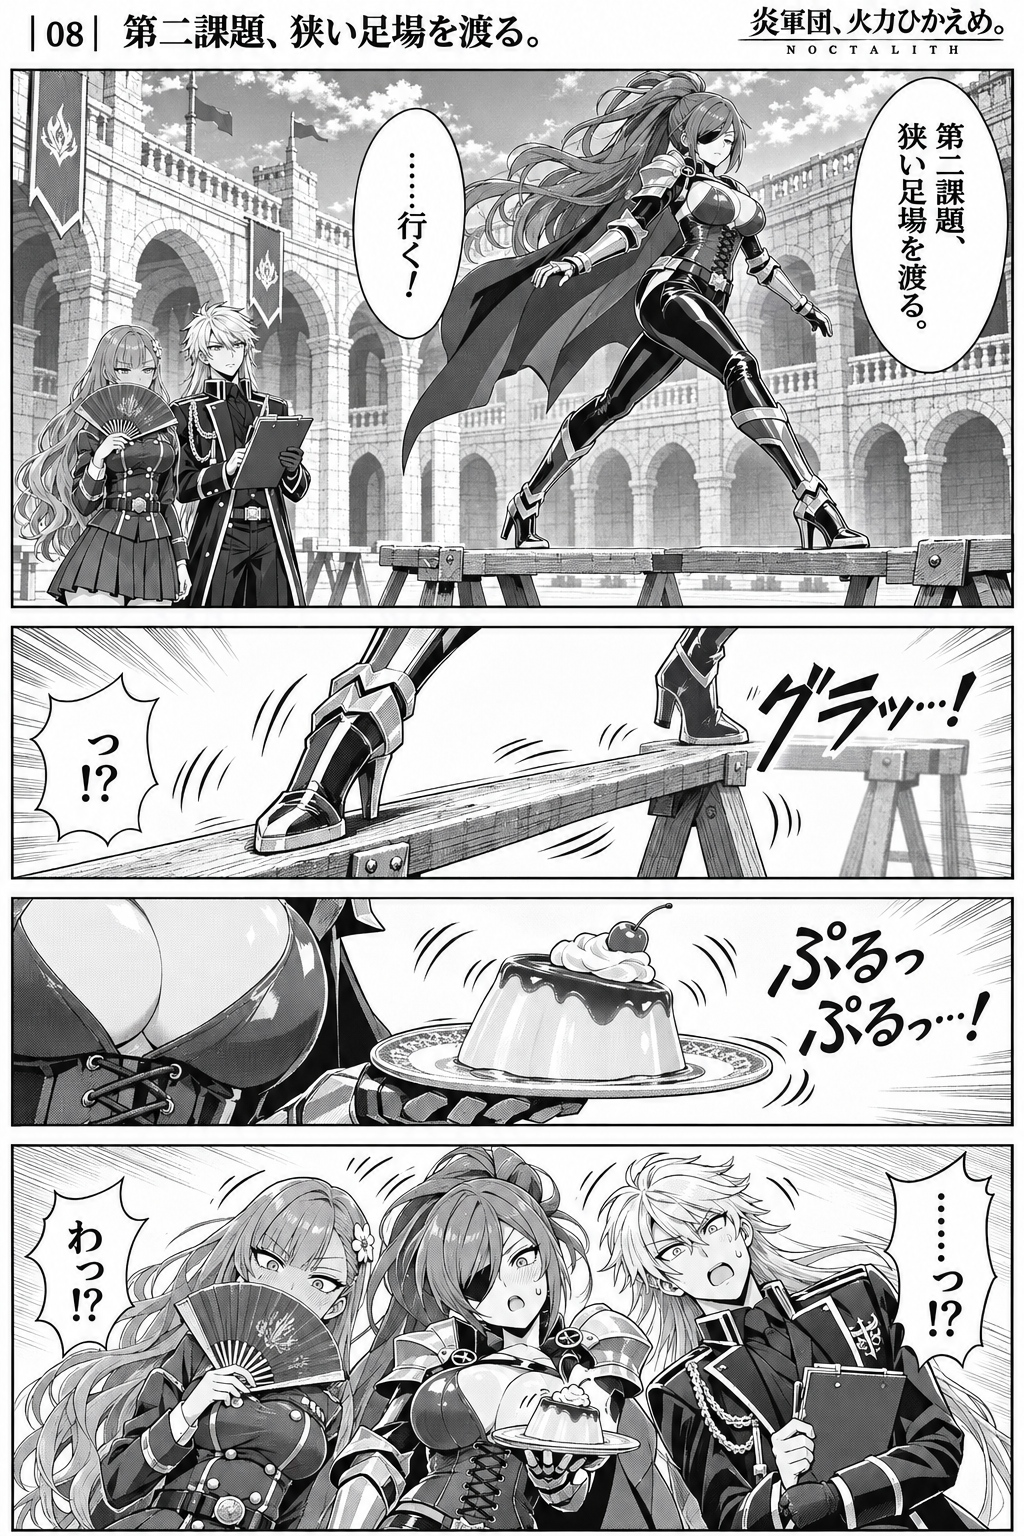 |08| 第二課題、狭い足場を渡る。
炎軍団、火力ひかえめ。
NOCTALITH
第二課題、
狭い足場を渡る。
……行く！
グラッ…！
っ!?
ぷるっ
ぷるっ…！
……っ!?
わっ!?